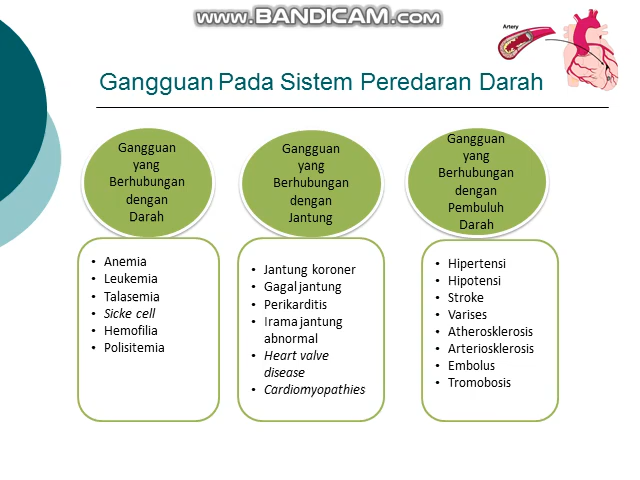 www.BANDICAM.com
Artery
Gangguan Pada Sistem Peredaran Darah
Gangguan
yang
Berhubungan
dengan
Darah
Gangguan
yang
Berhubungan
dengan
Jantung
Gangguan
yang
Berhubungan
dengan
Pembuluh
Darah
• Anemia
• Leukemia
• Talasemia
• Sicke cell
• Hemofilia
• Polisitemia
• Jantung koroner
• Gagal jantung
• Perikarditis
• Irama jantung
abnormal
• Heart valve
disease
• Cardiomyopathies
• Hipertensi
• Hipotensi
• Stroke
• Varises
• Atherosklerosis
• Arteriosklerosis
• Embolus
• Tromobosis